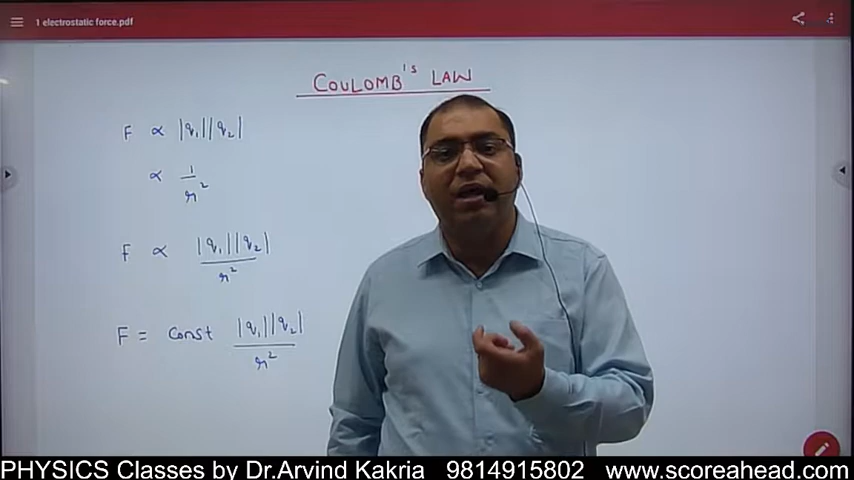 1 electrostatic force.pdf
COULOMB'S LAW
F ∝ |q₁||q₂|
∝ 1/r²
F ∝ |q₁||q₂|/r²
F = Const |q₁||q₂|/r²
PHYSICS Classes by Dr.Arvind Kakria 9814915802 www.scoreahead.com